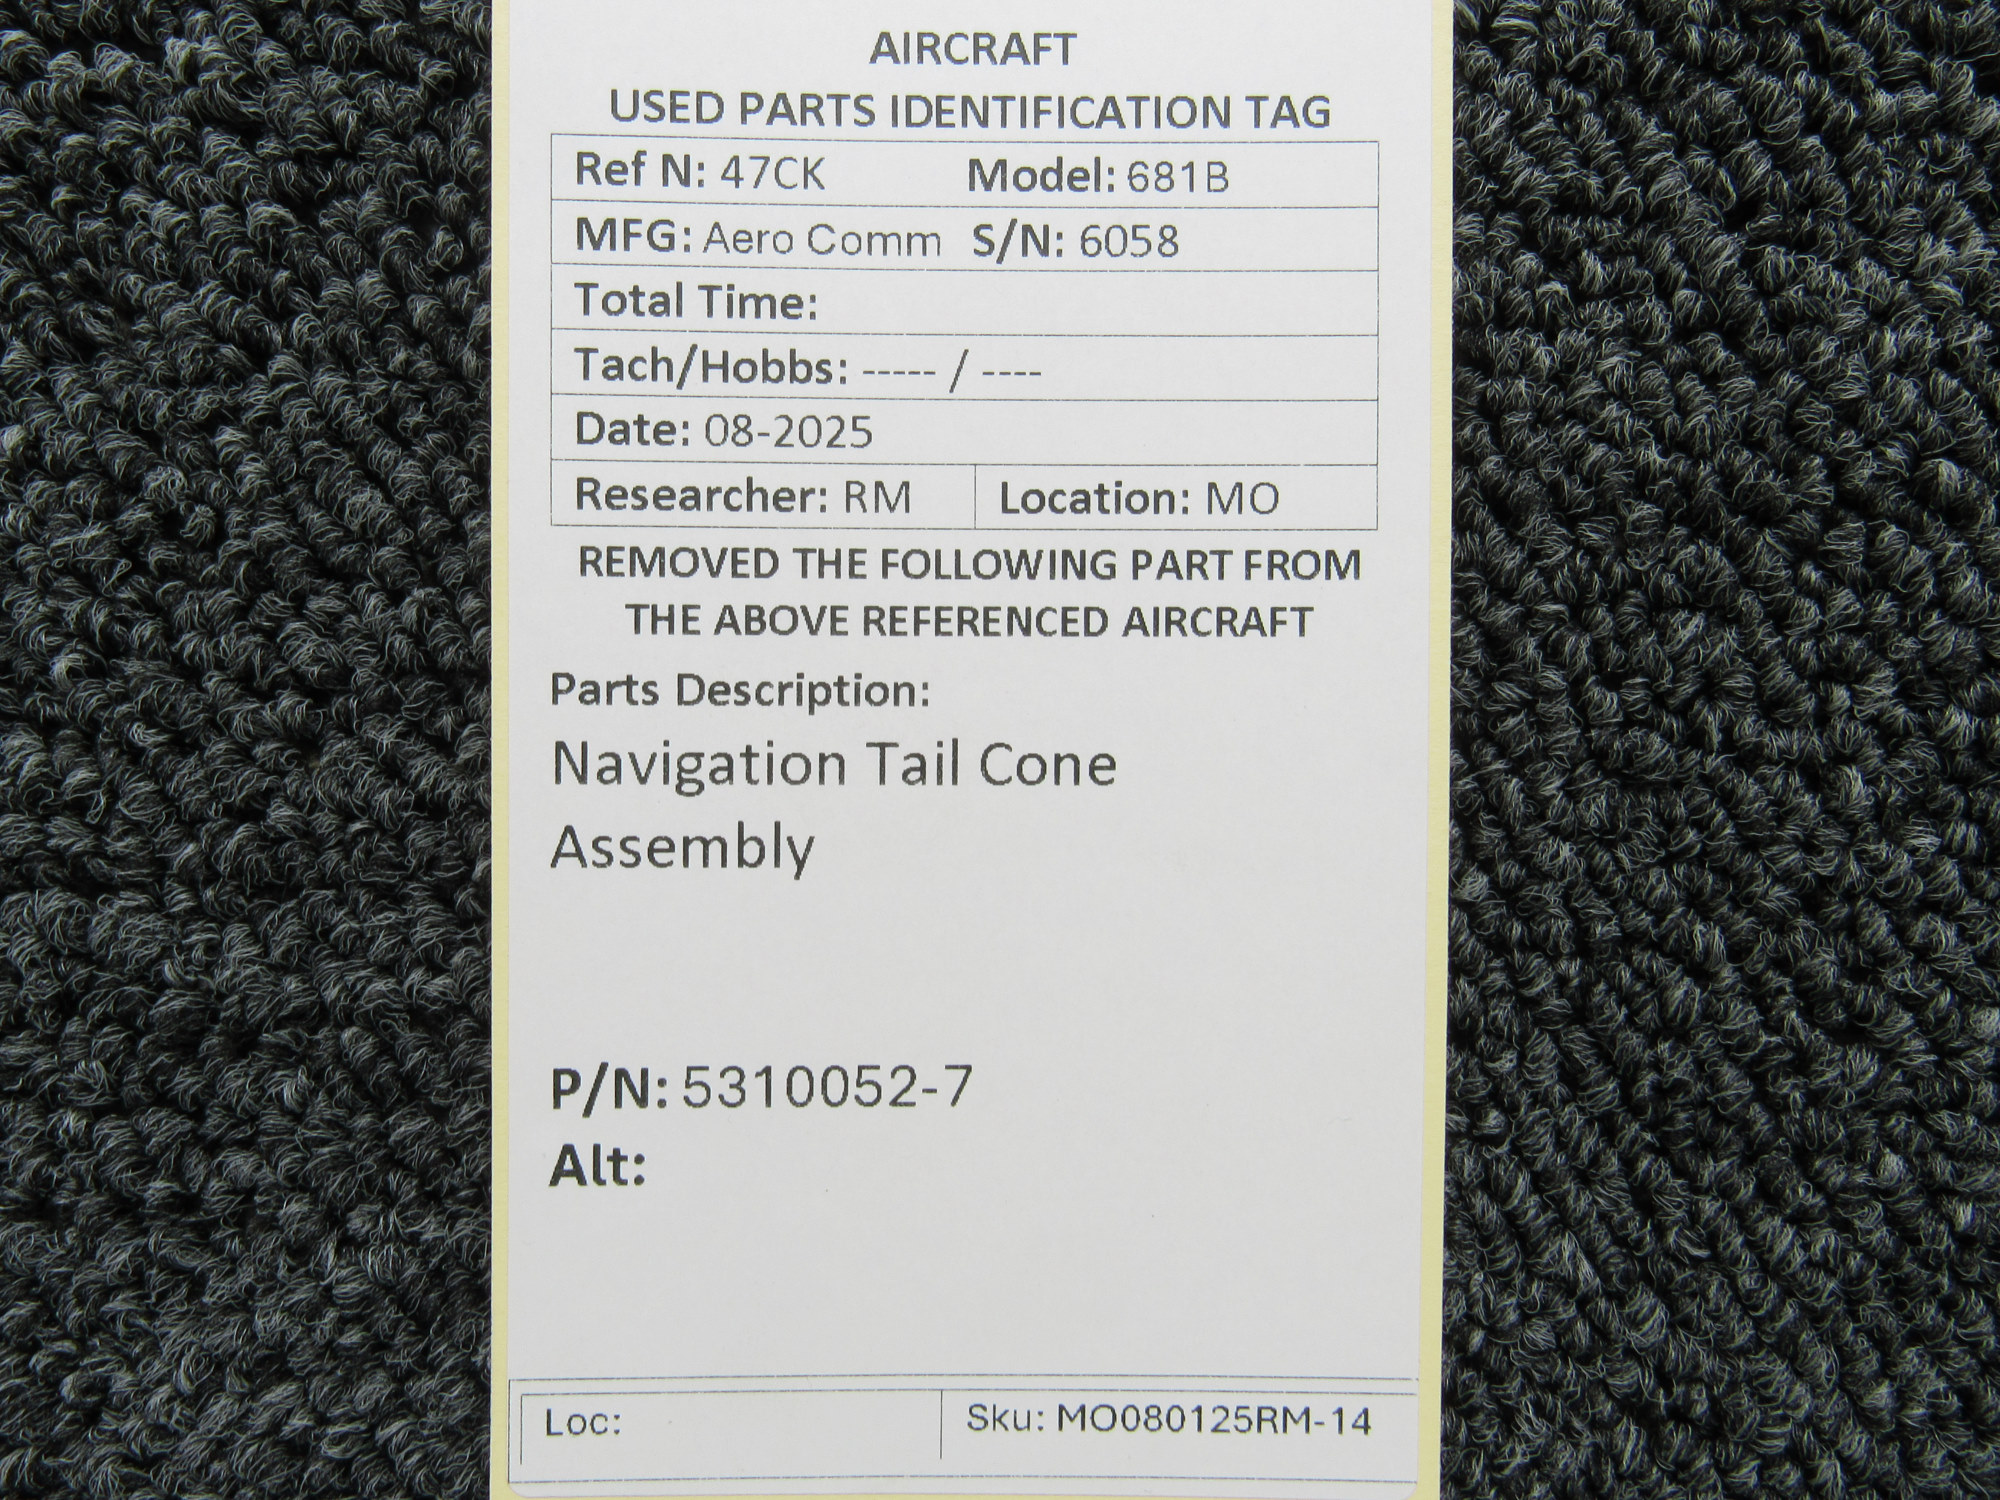 AIRCRAFT
USED PARTS IDENTIFICATION TAG
Ref N: 47CK Model: 681B
MFG: Aero Comm S/N: 6058
Total Time:
Tach/Hobbs: ----- / ----
Date: 08-2025
Researcher: RM Location: MO
REMOVED THE FOLLOWING PART FROM
THE ABOVE REFERENCED AIRCRAFT
Parts Description:
Navigation Tail Cone
Assembly
P/N: 5310052-7
Alt:
Loc: Sku: MO080125RM-14